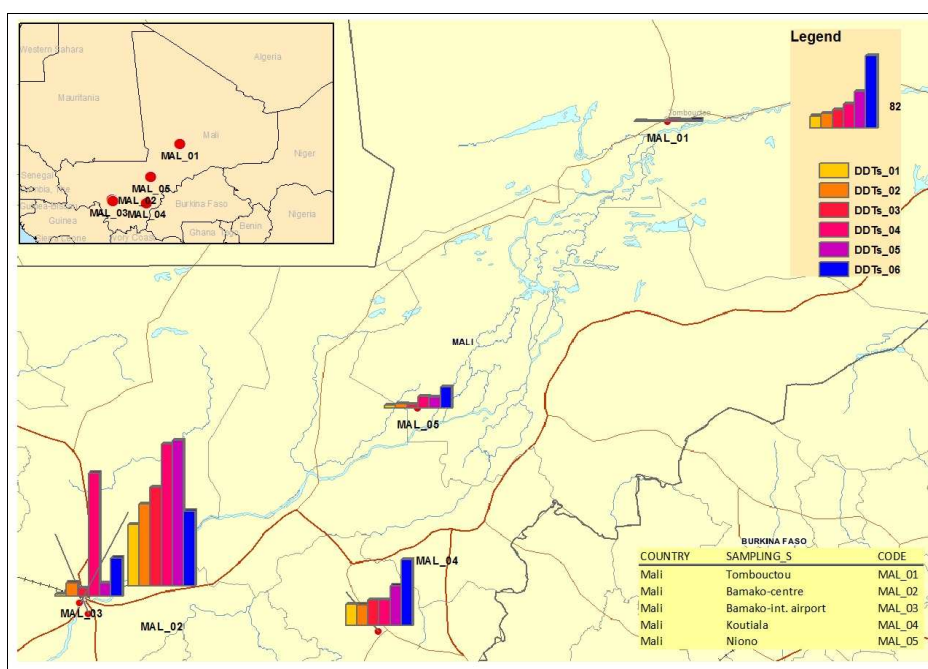 Western Sahara
Algeria
Mauritania
Mali
MAL_01
Niger
Senegal
MAL_05
MAL_02
Burkina Faso
MAL_03
MAL_04
Guinea
Benin
Nigeria
Ghana
Legend
82
DDTs_01
DDTs_02
DDTs_03
DDTs_04
DDTs_05
DDTs_06
Tombouctou
MAL_01
MALI
MAL_05
MAL_04
MAL_03
MAL_02
BURKINA FASO
COUNTRY SAMPLING_S CODE
Mali Tombouctou MAL_01
Mali Bamako-centre MAL_02
Mali Bamako-int. airport MAL_03
Mali Koutiala MAL_04
Mali Niono MAL_05